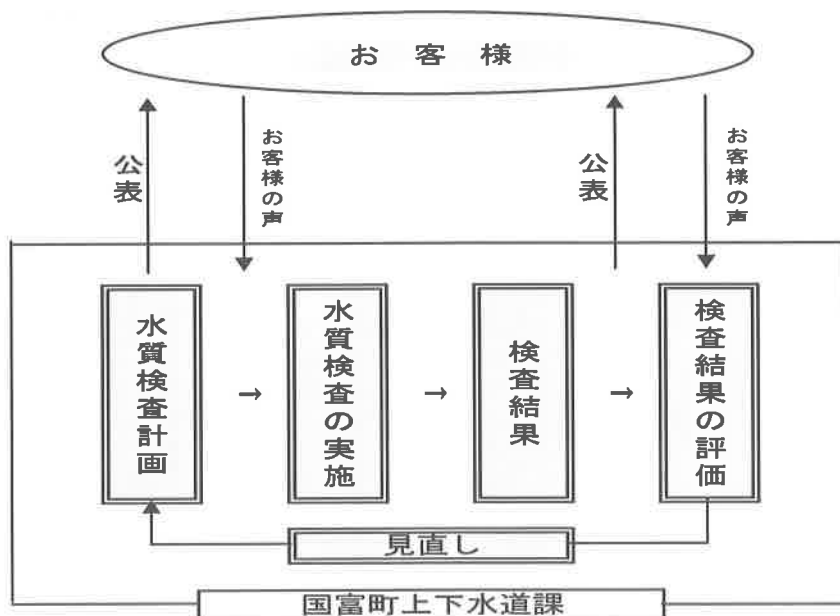 お客様
公表
お客様の声
公表
お客様の声
水質検査計画
→
水質検査の実施
→
検査結果
→
検査結果の評価
見直し
国富町上下水道課